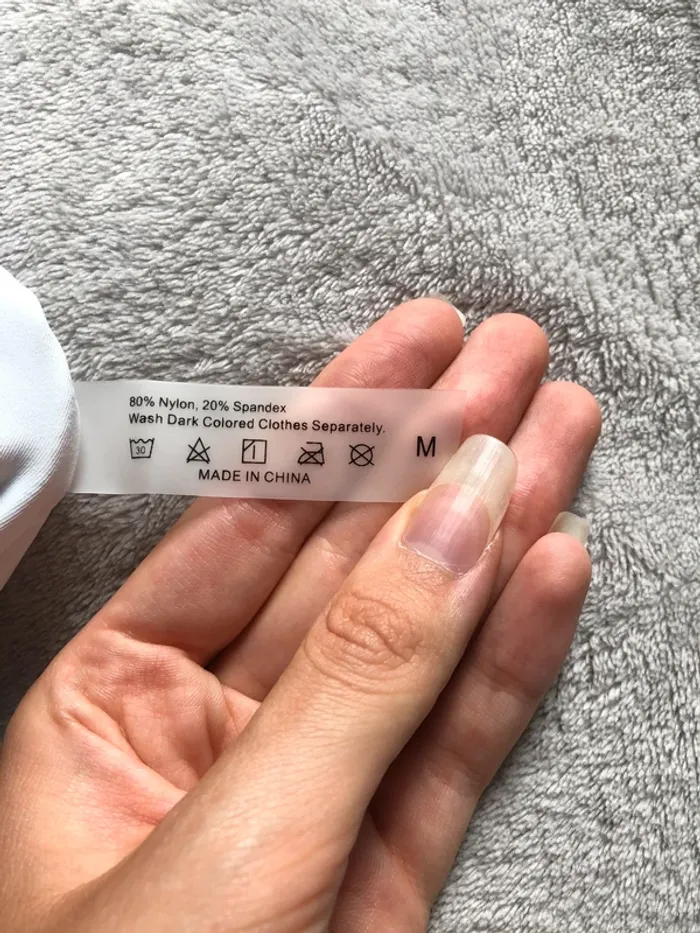 80% Nylon, 20% Spandex
Wash Dark Colored Clothes Separately.
30
M
MADE IN CHINA